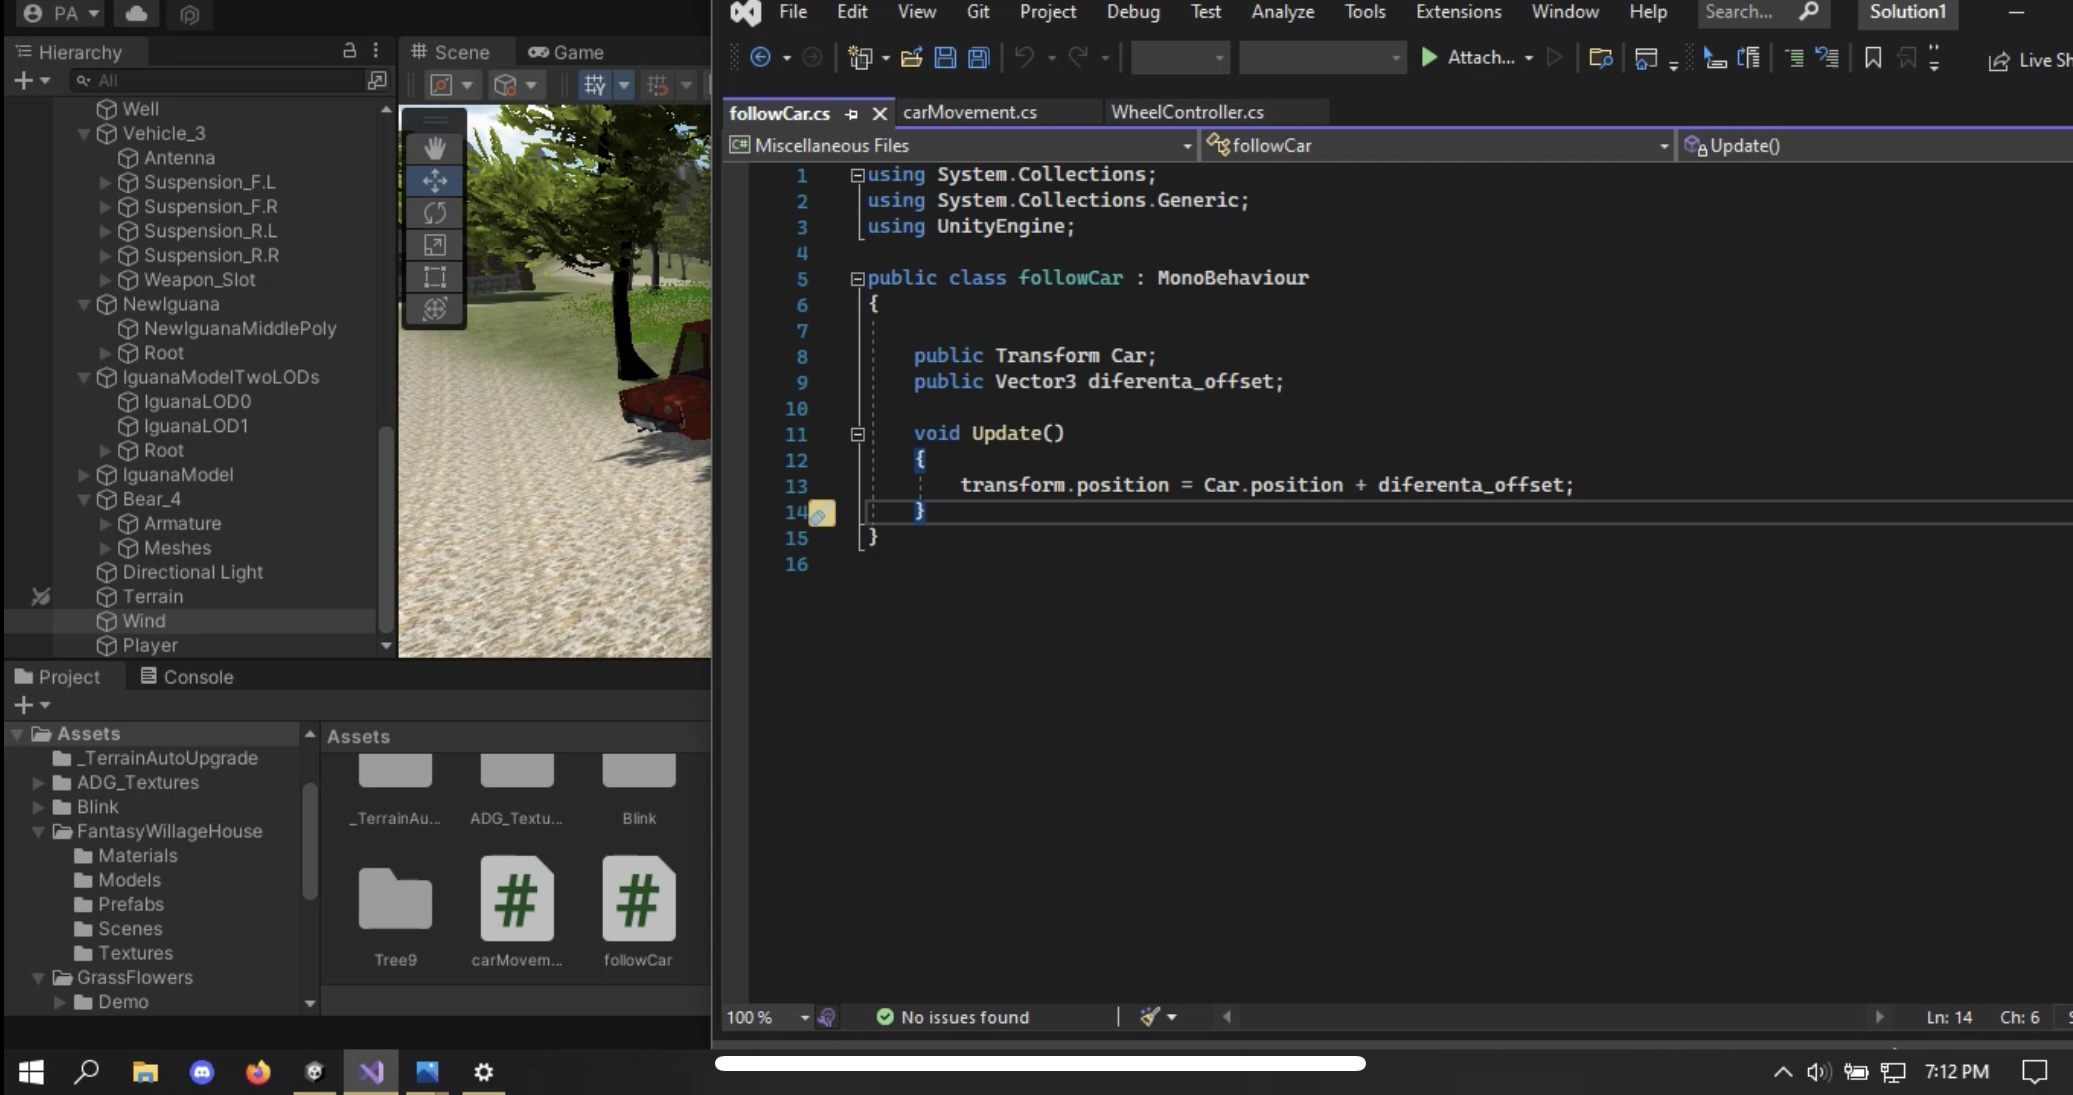 PA
Hierarchy
All
Well
Vehicle_3
Antenna
Suspension_F.L
Suspension_F.R
Suspension_R.L
Suspension_R.R
Weapon_Slot
NewIguana
NewIguanaMiddlePoly
Root
IguanaModelTwoLODs
IguanaLOD0
IguanaLOD1
Root
IguanaModel
Bear_4
Armature
Meshes
Directional Light
Terrain
Wind
Player
Scene
Game
Project
Console
Assets
_TerrainAutoUpgrade
ADG_Textures
Blink
FantasyWillageHouse
Materials
Models
Prefabs
Scenes
Textures
GrassFlowers
Demo
Assets
_TerrainAu...
ADG_Textu...
Blink
Tree9
carMovem...
followCar
File Edit View Git Project Debug Test Analyze Tools Extensions Window Help Search... Solution1
Attach...
Live Sh
followCar.cs carMovement.cs WheelController.cs
C# Miscellaneous Files followCar Update()
1 using System.Collections;
2 using System.Collections.Generic;
3 using UnityEngine;
4
5 public class followCar : MonoBehaviour
6 {
7
8 public Transform Car;
9 public Vector3 diferenta_offset;
10
11 void Update()
12 {
13 transform.position = Car.position + diferenta_offset;
14 }
15 }
16
100 % No issues found Ln: 14 Ch: 6
7:12 PM